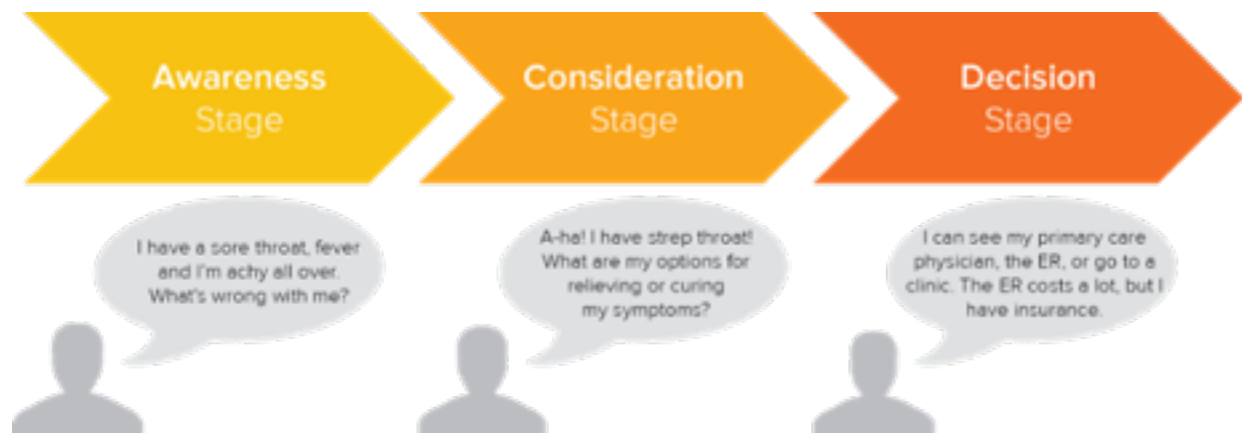 Awareness
Stage
Consideration
Stage
Decision
Stage
I have a sore throat, fever
and I'm achy all over.
What's wrong with me?
A-ha! I have strep throat!
What are my options for
relieving or curing
my symptoms?
I can see my primary care
physician, the ER, or go to a
clinic. The ER costs a lot, but I
have insurance.